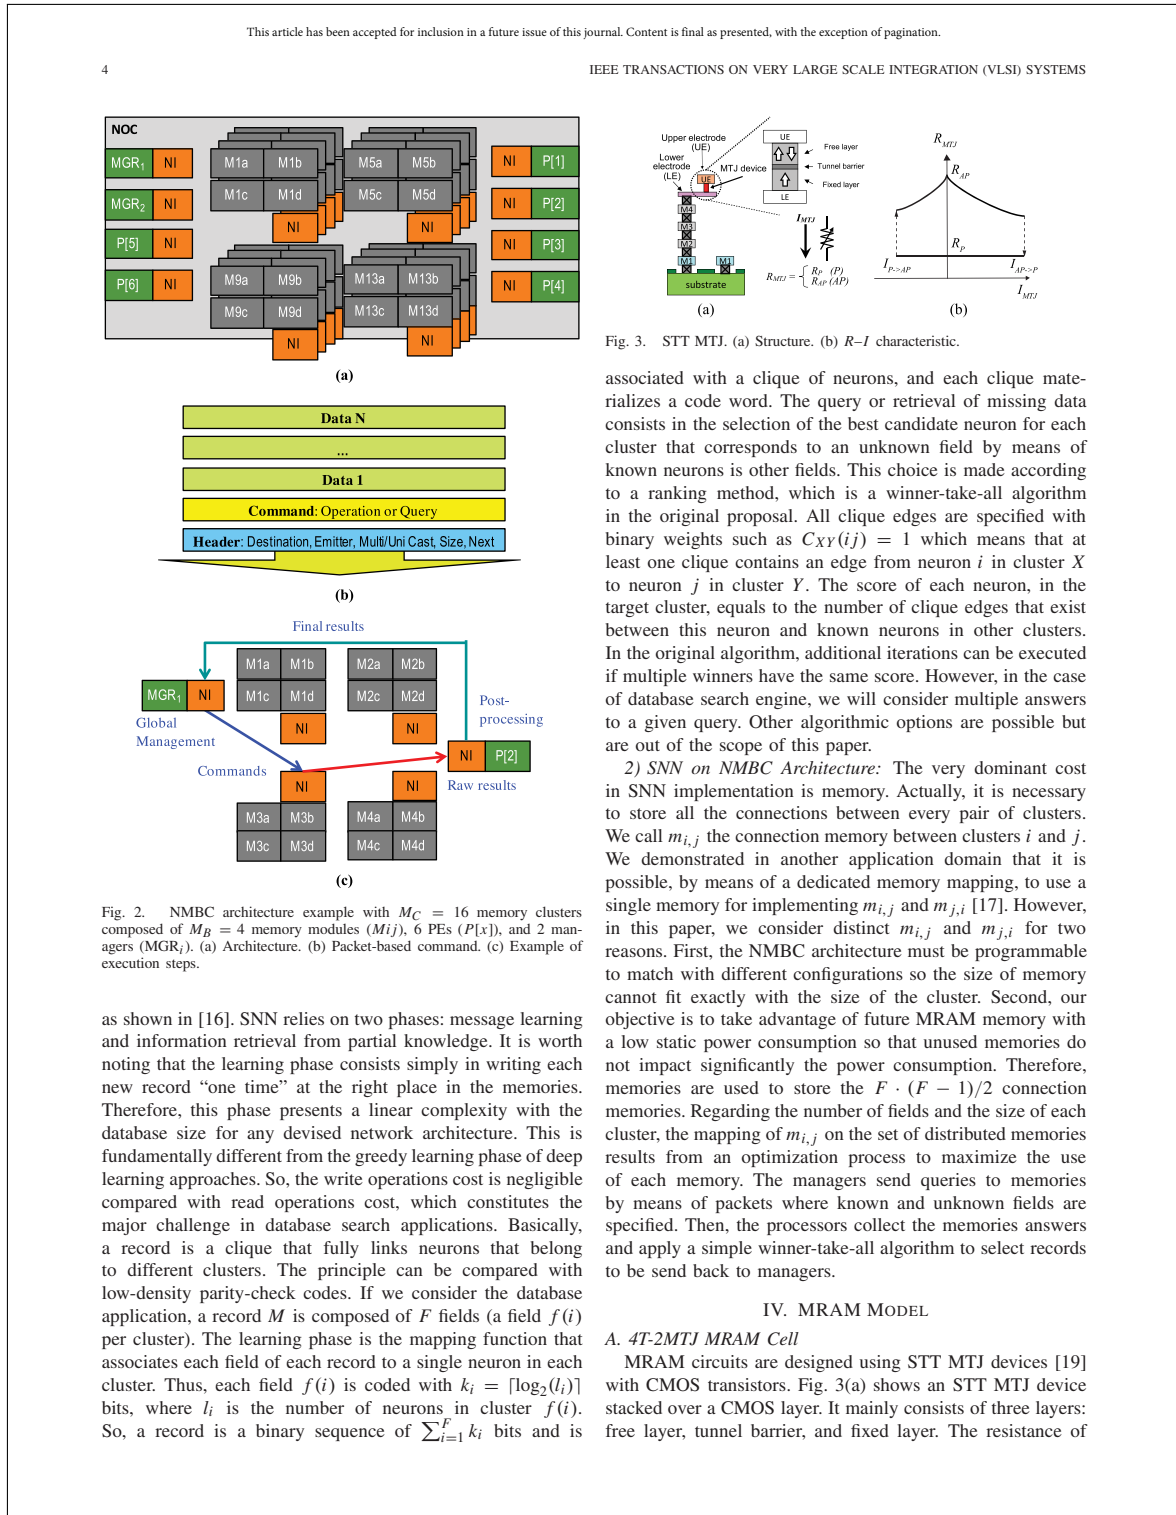 This article has been accepted for inclusion in a future issue of this journal. Content is final as presented, with the exception of pagination.
4
IEEE TRANSACTIONS ON VERY LARGE SCALE INTEGRATION (VLSI) SYSTEMS
NOC
MGR1 NI M1a M1b M5a M5b NI P[1]
M1c M1d M5c M5d
MGR2 NI NI NI NI P[2]
P[5] NI NI P[3]
M9a M9b M13a M13b
P[6] NI NI P[4]
M9c M9d M13c M13d
NI NI
(a)
Data N
...
Data 1
Command: Operation or Query
Header: Destination, Emitter, Multi/Uni Cast, Size, Next
(b)
Final results
M1a M1b M2a M2b
MGR1 NI M1c M1d M2c M2d
Post-
processing
Global
Management
NI NI
NI P[2]
Commands
Raw results
NI NI
M3a M3b M4a M4b
M3c M3d M4c M4d
(c)
Fig. 2. NMBC architecture example with MC = 16 memory clusters
composed of MB = 4 memory modules (Mij), 6 PEs (P[x]), and 2 man-
agers (MGRi). (a) Architecture. (b) Packet-based command. (c) Example of
execution steps.
as shown in [16]. SNN relies on two phases: message learning
and information retrieval from partial knowledge. It is worth
noting that the learning phase consists simply in writing each
new record “one time” at the right place in the memories.
Therefore, this phase presents a linear complexity with the
database size for any devised network architecture. This is
fundamentally different from the greedy learning phase of deep
learning approaches. So, the write operations cost is negligible
compared with read operations cost, which constitutes the
major challenge in database search applications. Basically,
a record is a clique that fully links neurons that belong
to different clusters. The principle can be compared with
low-density parity-check codes. If we consider the database
application, a record M is composed of F fields (a field f(i)
per cluster). The learning phase is the mapping function that
associates each field of each record to a single neuron in each
cluster. Thus, each field f(i) is coded with ki = ⌈log2(li)⌉
bits, where li is the number of neurons in cluster f(i).
So, a record is a binary sequence of ∑Fi=1 ki bits and is
Upper electrode
(UE)
Lower
electrode
(LE)
MTJ device
UE
M4
M3
M2
M1 M1
substrate
UE
Free layer
Tunnel barrier
Fixed layer
LE
IMTJ
RMTJ = { RP (P)
RAP (AP)
(a)
RMTJ
RAP
RP
IP->AP IAP->P
IMTJ
(b)
Fig. 3. STT MTJ. (a) Structure. (b) R–I characteristic.
associated with a clique of neurons, and each clique mate-
rializes a code word. The query or retrieval of missing data
consists in the selection of the best candidate neuron for each
cluster that corresponds to an unknown field by means of
known neurons is other fields. This choice is made according
to a ranking method, which is a winner-take-all algorithm
in the original proposal. All clique edges are specified with
binary weights such as CXY(ij) = 1 which means that at
least one clique contains an edge from neuron i in cluster X
to neuron j in cluster Y. The score of each neuron, in the
target cluster, equals to the number of clique edges that exist
between this neuron and known neurons in other clusters.
In the original algorithm, additional iterations can be executed
if multiple winners have the same score. However, in the case
of database search engine, we will consider multiple answers
to a given query. Other algorithmic options are possible but
are out of the scope of this paper.
2) SNN on NMBC Architecture: The very dominant cost
in SNN implementation is memory. Actually, it is necessary
to store all the connections between every pair of clusters.
We call mi,j the connection memory between clusters i and j.
We demonstrated in another application domain that it is
possible, by means of a dedicated memory mapping, to use a
single memory for implementing mi,j and mj,i [17]. However,
in this paper, we consider distinct mi,j and mj,i for two
reasons. First, the NMBC architecture must be programmable
to match with different configurations so the size of memory
cannot fit exactly with the size of the cluster. Second, our
objective is to take advantage of future MRAM memory with
a low static power consumption so that unused memories do
not impact significantly the power consumption. Therefore,
memories are used to store the F · (F − 1)/2 connection
memories. Regarding the number of fields and the size of each
cluster, the mapping of mi,j on the set of distributed memories
results from an optimization process to maximize the use
of each memory. The managers send queries to memories
by means of packets where known and unknown fields are
specified. Then, the processors collect the memories answers
and apply a simple winner-take-all algorithm to select records
to be send back to managers.
IV. MRAM MODEL
A. 4T-2MTJ MRAM Cell
MRAM circuits are designed using STT MTJ devices [19]
with CMOS transistors. Fig. 3(a) shows an STT MTJ device
stacked over a CMOS layer. It mainly consists of three layers:
free layer, tunnel barrier, and fixed layer. The resistance of